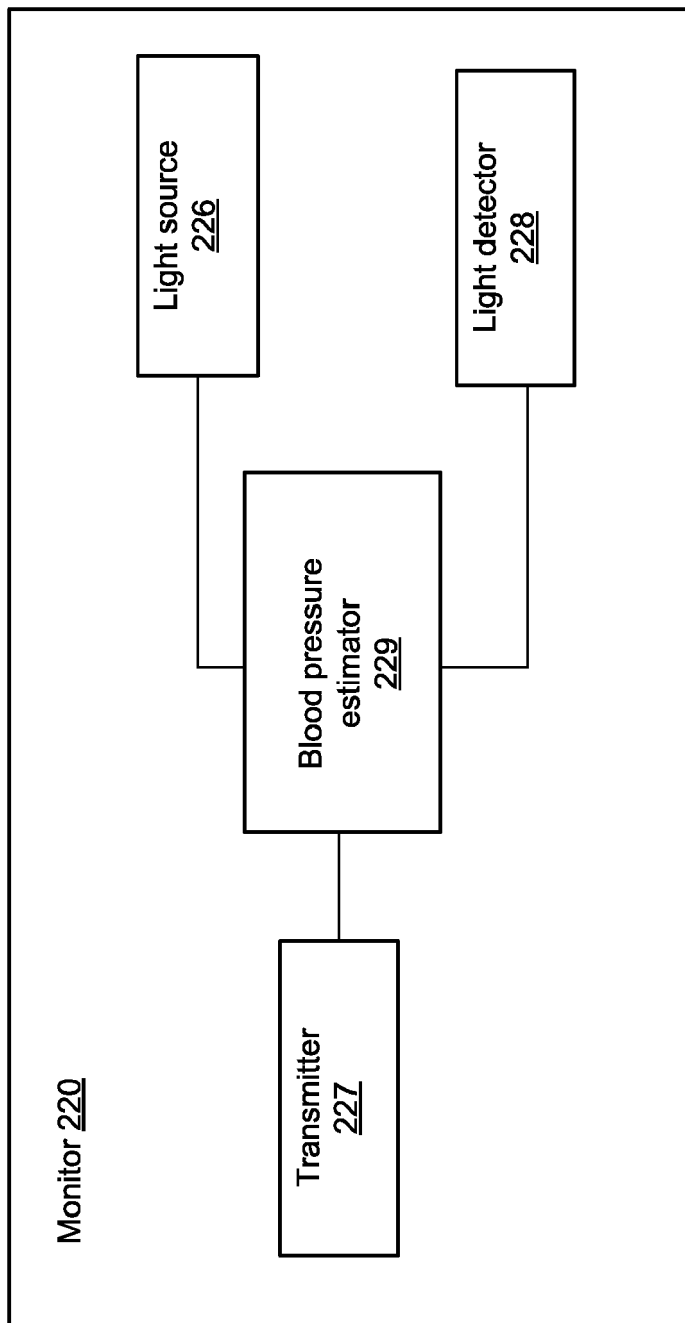 Monitor 220
Light source
226
Transmitter
227
Blood pressure
estimator
229
Light detector
228